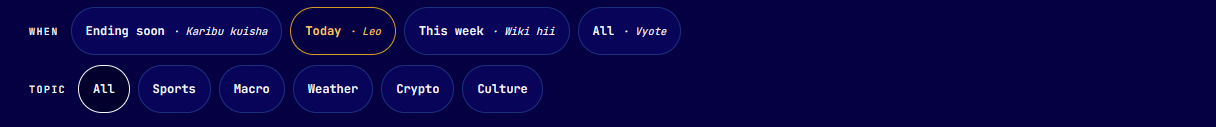 WHEN Ending soon · Karibu kuisha Today · Leo This week · Wiki hii All · Vyote
TOPIC All Sports Macro Weather Crypto Culture